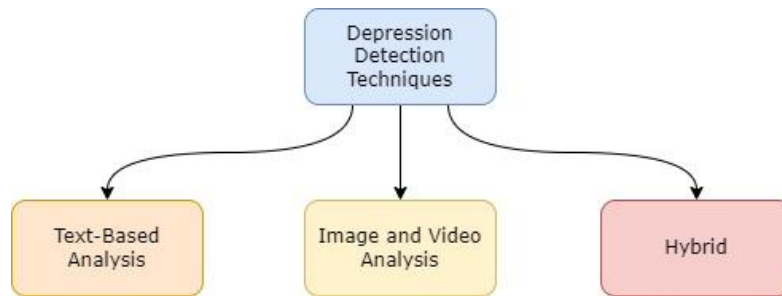 Depression
Detection
Techniques
Text-Based
Analysis
Image and Video
Analysis
Hybrid